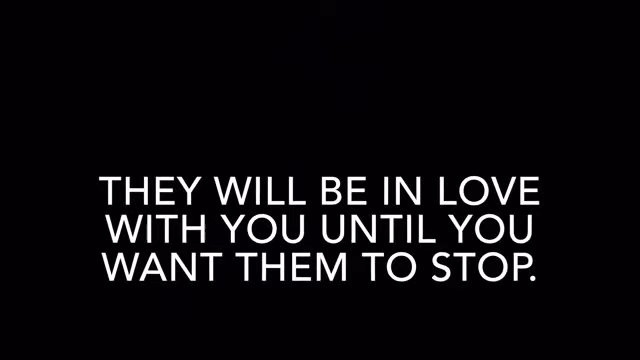 THEY WILL BE IN LOVE
WITH YOU UNTIL YOU
WANT THEM TO STOP.